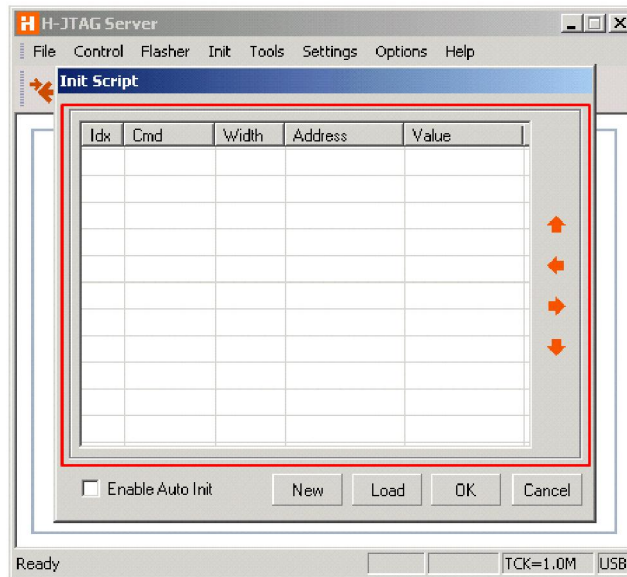 H H-JTAG Server
File Control Flasher Init Tools Settings Options Help
Init Script
Idx Cmd Width Address Value
Enable Auto Init New Load OK Cancel
Ready TCK=1.0M USB